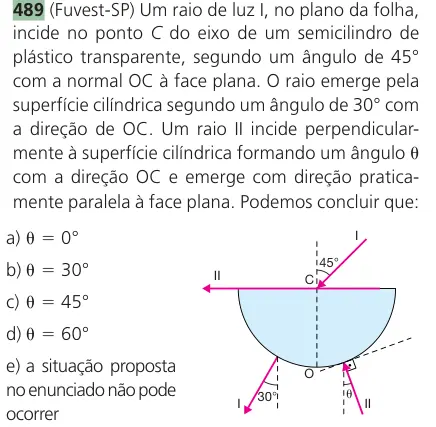 489 (Fuvest-SP) Um raio de luz I, no plano da folha,
incide no ponto C do eixo de um semicilindro de
plástico transparente, segundo um ângulo de 45°
com a normal OC à face plana. O raio emerge pela
superfície cilíndrica segundo um ângulo de 30° com
a direção de OC. Um raio II incide perpendicular-
mente à superfície cilíndrica formando um ângulo θ
com a direção OC e emerge com direção pratica-
mente paralela à face plana. Podemos concluir que:
a) θ = 0°
b) θ = 30°
c) θ = 45°
d) θ = 60°
e) a situação proposta
no enunciado não pode
ocorrer
I
45°
II
C
O
30°
θ
I
II